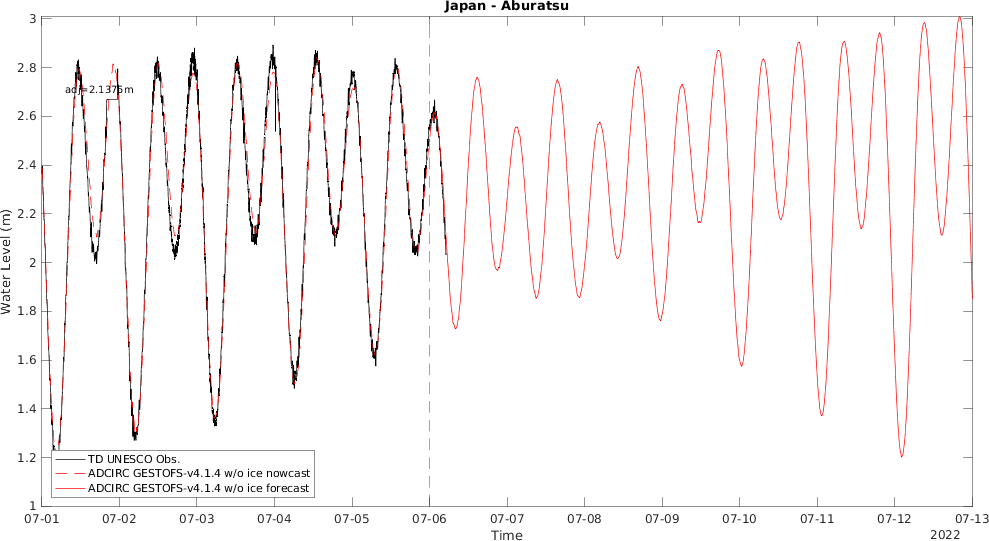 Japan - Aburatsu
3
2.8
adj=2.1375m
2.6
2.4
2.2
2
1.8
1.6
1.4
1.2
1
Water Level (m)
TD UNESCO Obs.
ADCIRC GESTOFS-v4.1.4 w/o ice nowcast
ADCIRC GESTOFS-v4.1.4 w/o ice forecast
07-01 07-02 07-03 07-04 07-05 07-06 07-07 07-08 07-09 07-10 07-11 07-12 07-13
Time
2022